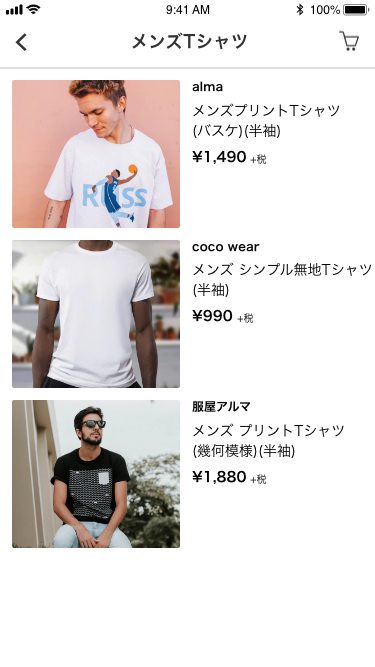 9:41 AM
100%
メンズTシャツ
alma
メンズプリントTシャツ
(バスケ)(半袖)
¥1,490 +税
coco wear
メンズ シンプル無地Tシャツ
(半袖)
¥990 +税
服屋アルマ
メンズ プリントTシャツ
(幾何模様)(半袖)
¥1,880 +税